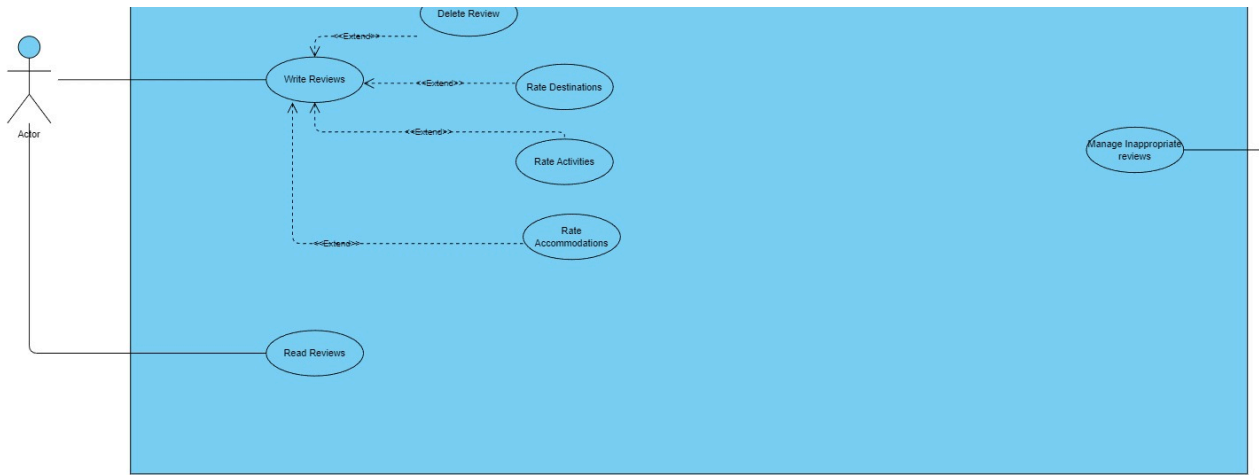 Delete Review
<<Extend>>
Write Reviews
<<Extend>>
Rate Destinations
Actor
<<Extend>>
Manage Inappropriate
reviews
Rate Activities
Rate
Accommodations
<<Extend>>
Read Reviews